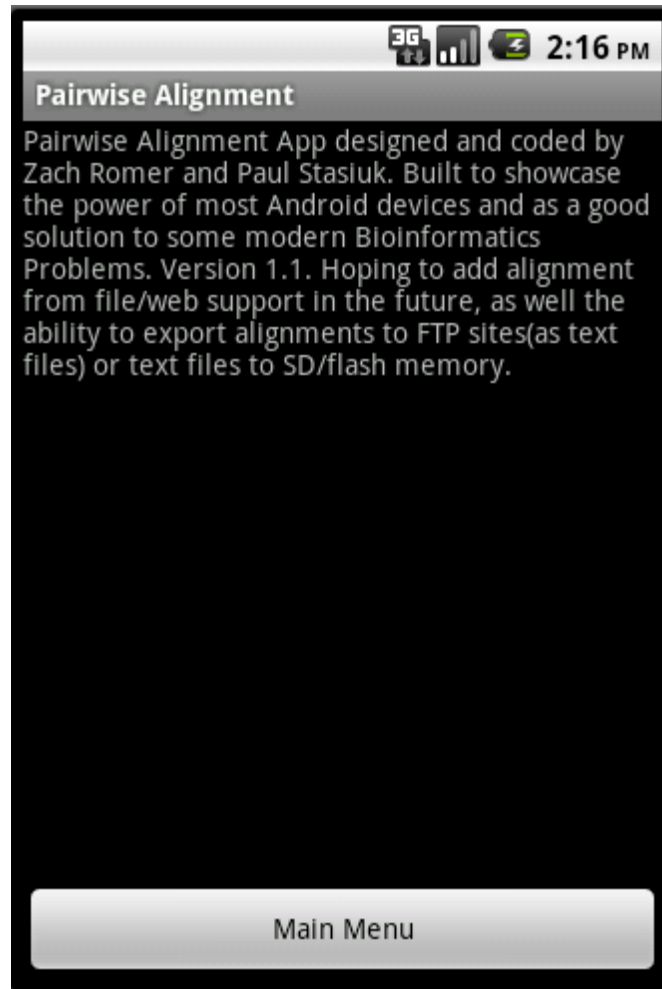 3G 2:16 PM
Pairwise Alignment
Pairwise Alignment App designed and coded by
Zach Romer and Paul Stasiuk. Built to showcase
the power of most Android devices and as a good
solution to some modern Bioinformatics
Problems. Version 1.1. Hoping to add alignment
from file/web support in the future, as well the
ability to export alignments to FTP sites(as text
files) or text files to SD/flash memory.
Main Menu